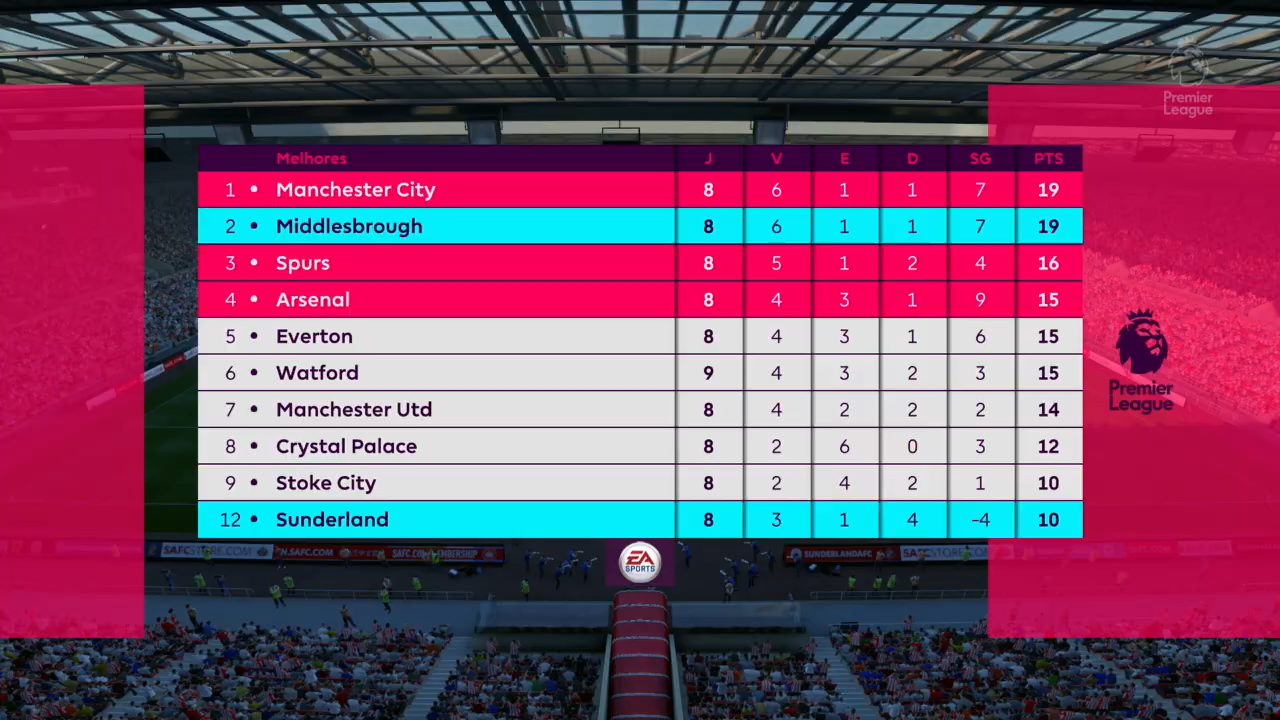 Premier
League
Melhores J V E D SG PTS
1 • Manchester City 8 6 1 1 7 19
2 • Middlesbrough 8 6 1 1 7 19
3 • Spurs 8 5 1 2 4 16
4 • Arsenal 8 4 3 1 9 15
5 • Everton 8 4 3 1 6 15
6 • Watford 9 4 3 2 3 15
7 • Manchester Utd 8 4 2 2 2 14
8 • Crystal Palace 8 2 6 0 3 12
9 • Stoke City 8 2 4 2 1 10
12 • Sunderland 8 3 1 4 -4 10
Premier
League
SAFCSTORE.COM SAFC.COM/MEMBERSHIP SUNDERLANDAFC
EA
SPORTS